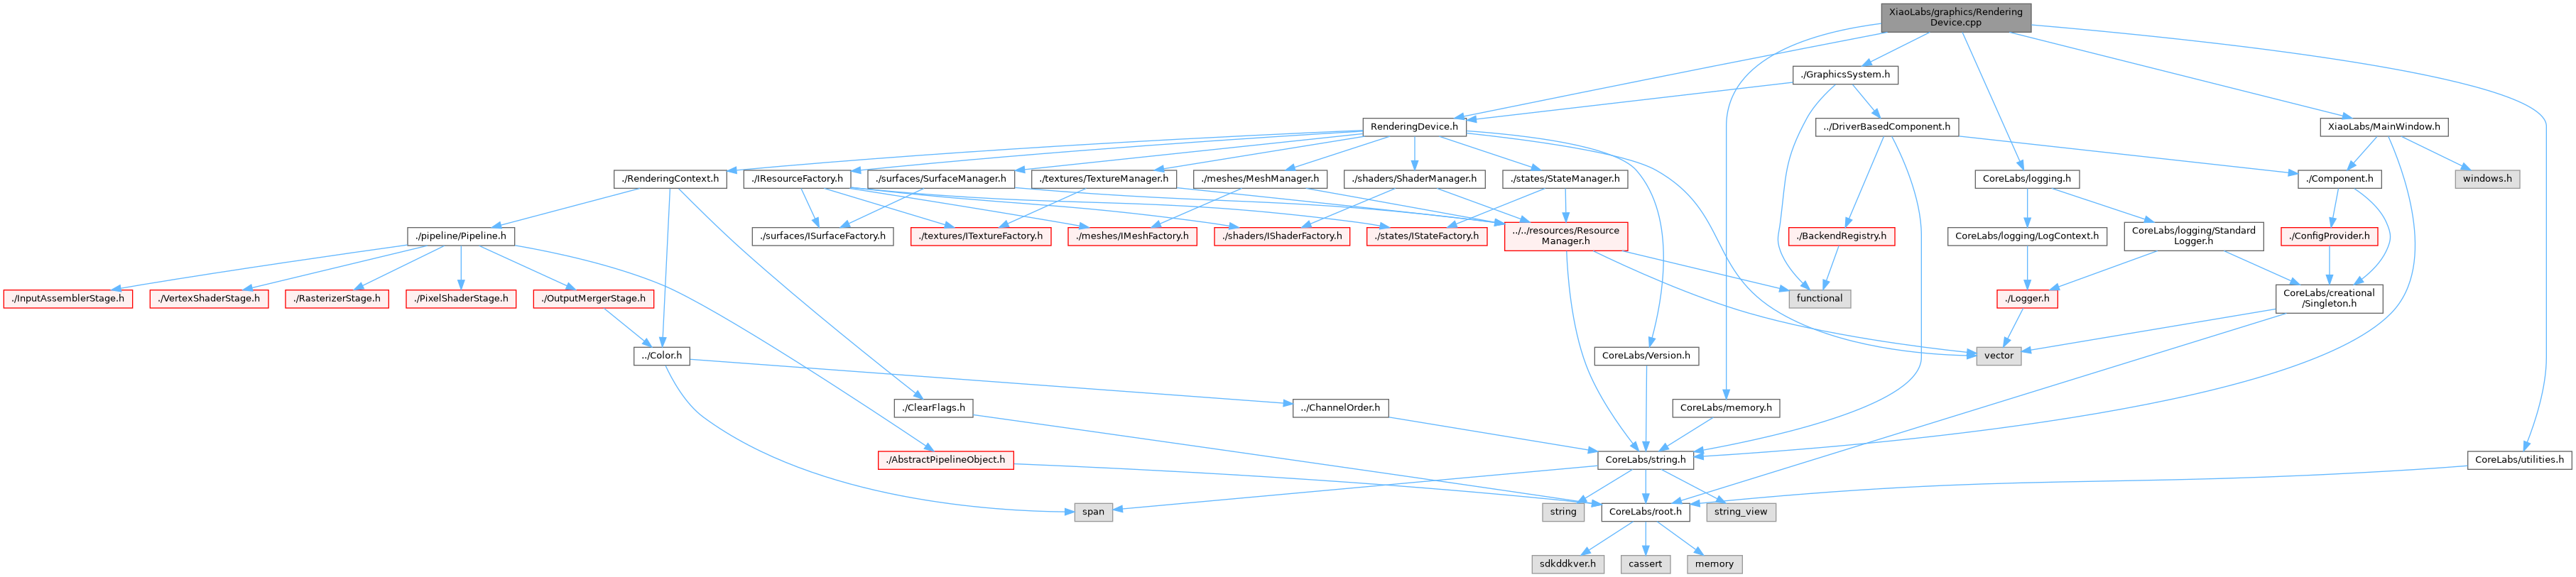 XiaoLabs/graphics/Rendering
Device.cpp
./GraphicsSystem.h
RenderingDevice.h
../DriverBasedComponent.h
XiaoLabs/MainWindow.h
./RenderingContext.h
./IResourceFactory.h
./surfaces/SurfaceManager.h
./textures/TextureManager.h
./meshes/MeshManager.h
./shaders/ShaderManager.h
./states/StateManager.h
CoreLabs/logging.h
./Component.h
windows.h
./pipeline/Pipeline.h
./surfaces/ISurfaceFactory.h
./textures/ITextureFactory.h
./meshes/IMeshFactory.h
./shaders/IShaderFactory.h
./states/IStateFactory.h
../../resources/Resource
Manager.h
./BackendRegistry.h
CoreLabs/logging/LogContext.h
CoreLabs/logging/Standard
Logger.h
./ConfigProvider.h
./InputAssemblerStage.h
./VertexShaderStage.h
./RasterizerStage.h
./PixelShaderStage.h
./OutputMergerStage.h
functional
./Logger.h
CoreLabs/creational
/Singleton.h
../Color.h
CoreLabs/Version.h
vector
./ClearFlags.h
../ChannelOrder.h
CoreLabs/memory.h
./AbstractPipelineObject.h
CoreLabs/string.h
CoreLabs/utilities.h
span
string
CoreLabs/root.h
string_view
sdkddkver.h
cassert
memory